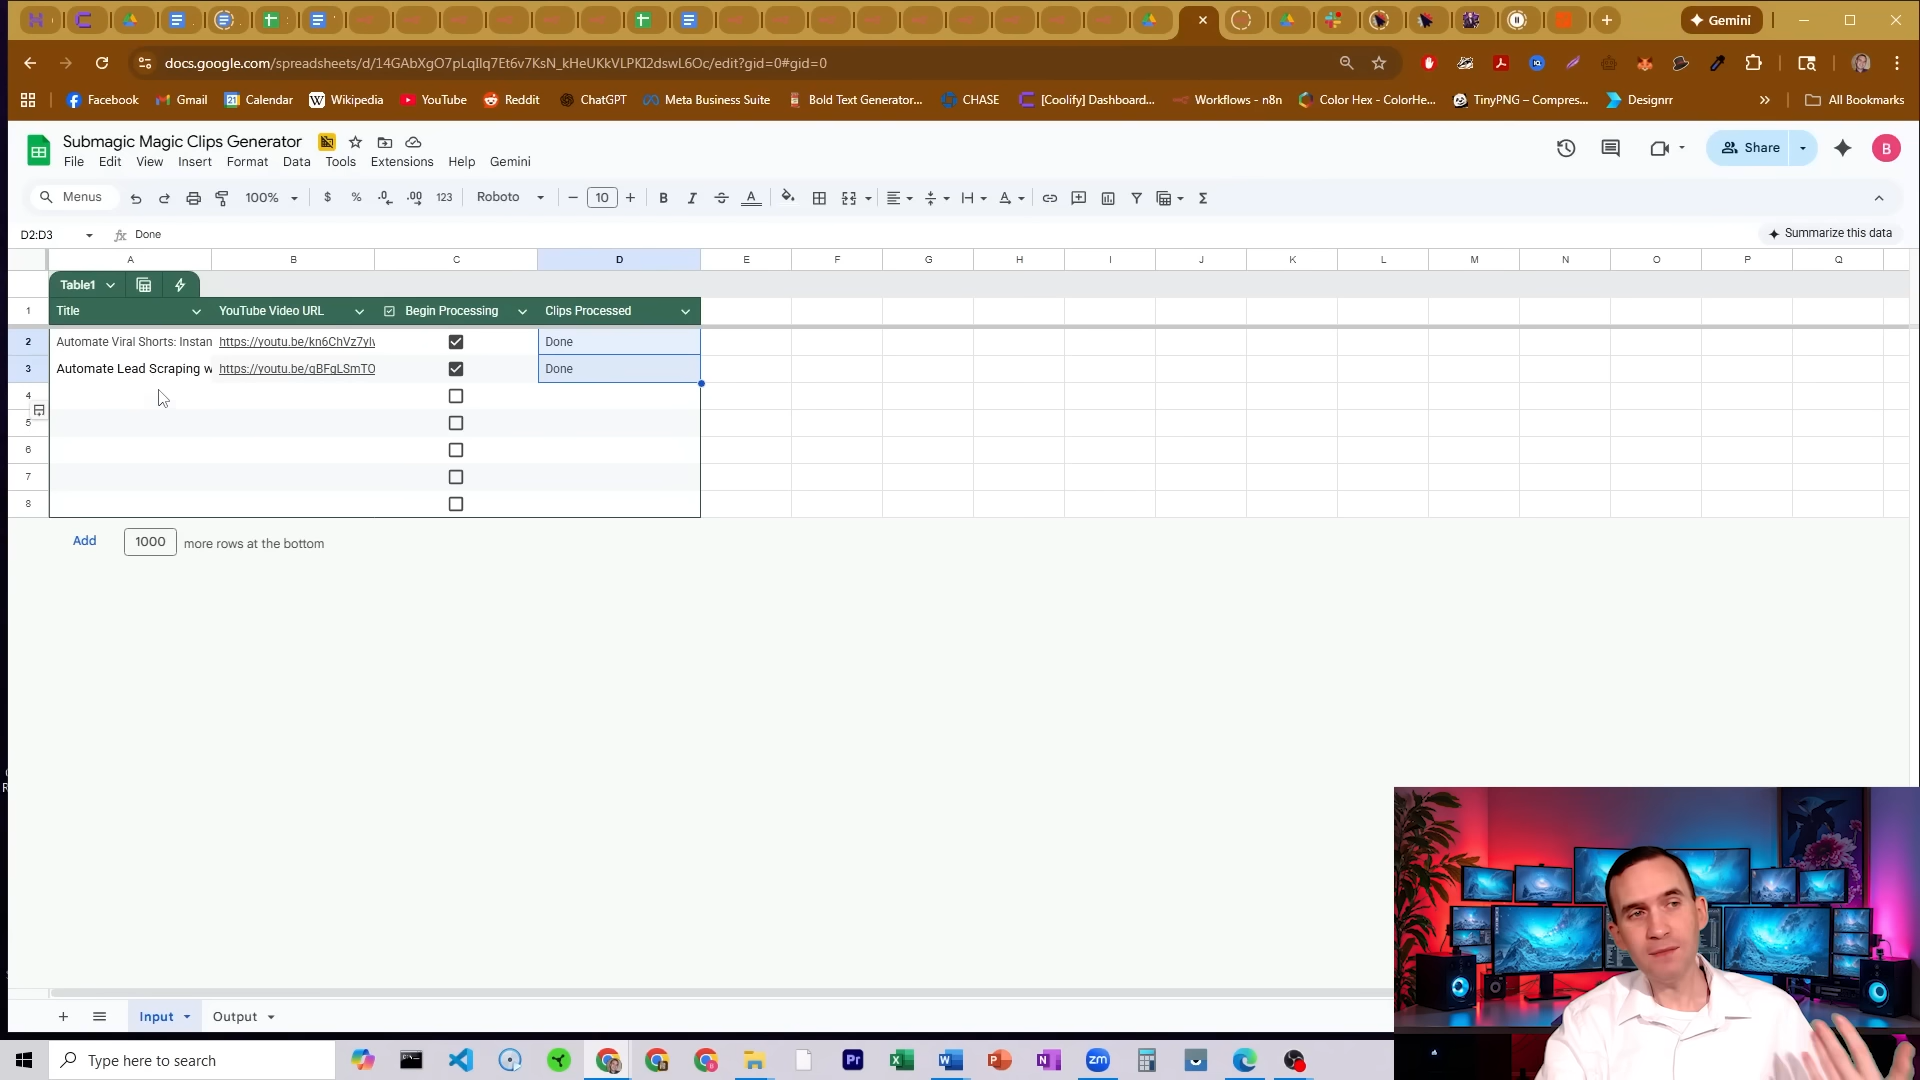 Gemini
docs.google.com/spreadsheets/d/14GAbXgO7pLqIlq7Et6v7KsN_kHeUKkVLPKI2dswL6Oc/edit?gid=0#gid=0
Facebook Gmail Calendar Wikipedia YouTube Reddit ChatGPT Meta Business Suite Bold Text Generator... CHASE [Coolify] Dashboard... Workflows - n8n Color Hex - ColorHe... TinyPNG – Compres... Designrr All Bookmarks
Submagic Magic Clips Generator
File Edit View Insert Format Data Tools Extensions Help Gemini
Share
B
Menus 100% $ % .0 .00 123 Roboto 10 B I A
D2:D3 Done
Summarize this data
A B C D E F G H I J K L M N O P Q
Table1
1 Title YouTube Video URL Begin Processing Clips Processed
2 Automate Viral Shorts: Instan https://youtu.be/kn6ChVz7yI Done
3 Automate Lead Scraping w https://youtu.be/qBFgLSmTO Done
4
5
6
7
8
Add 1000 more rows at the bottom
Input Output
Type here to search